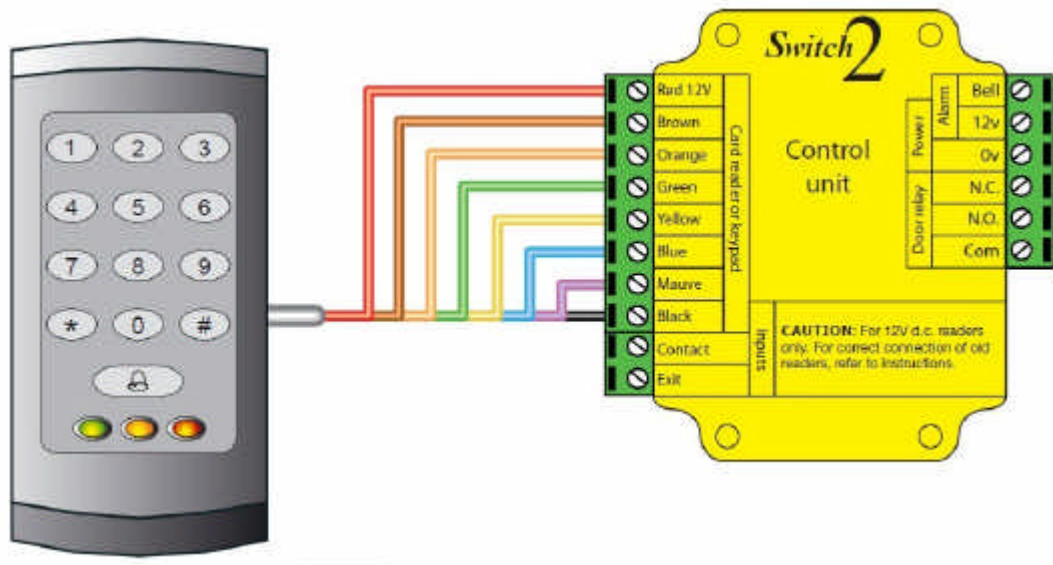 1 2 3
4 5 6
7 8 9
* 0 #
Switch2
Control
unit
Red 12V
Brown
Orange
Green
Yellow
Blue
Mauve
Black
Contact
Exit
Card reader or keypad
Inputs
Alarm
Power
Door relay
Bell
12v
0v
N.C.
N.O.
Com
CAUTION: For 12V d.c. readers
only. For correct connection of old
readers, refer to instructions.